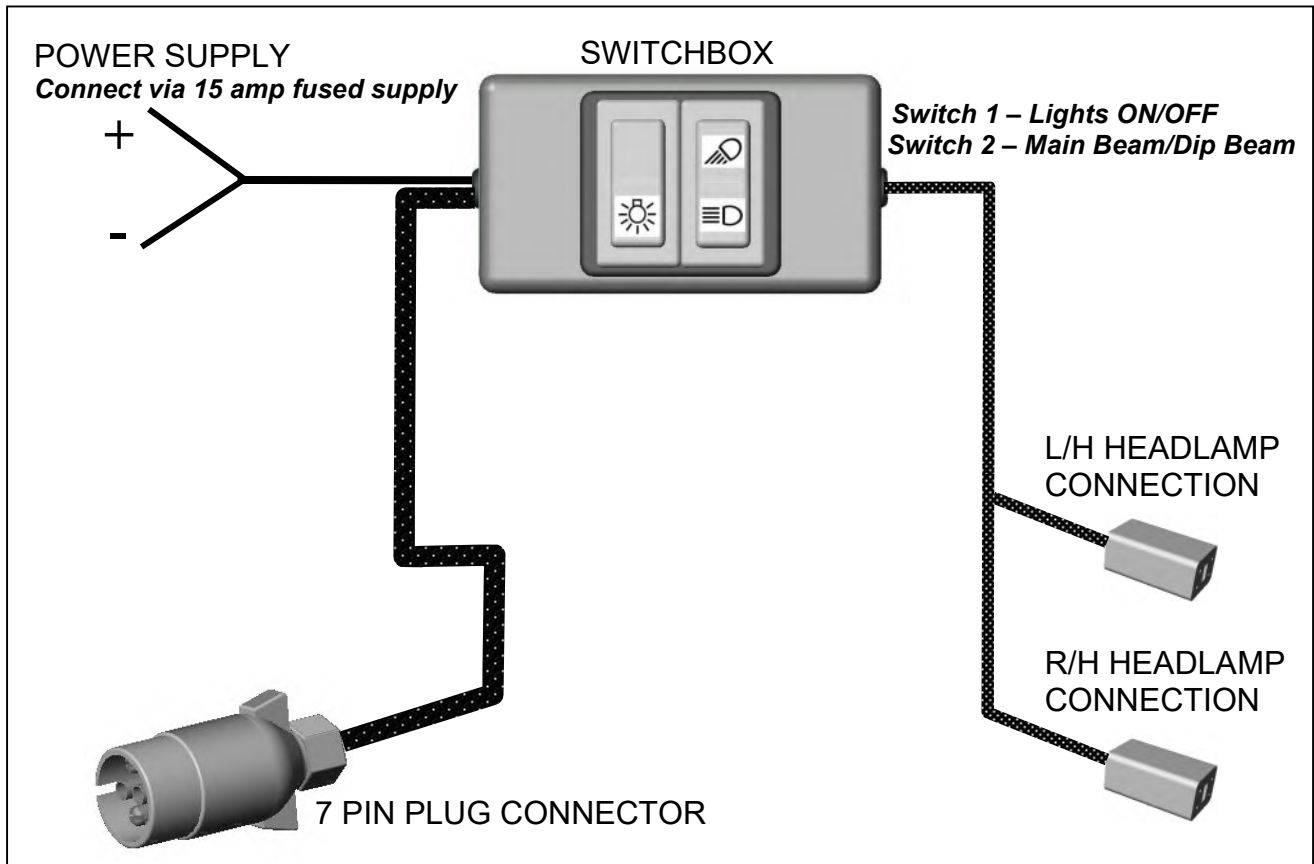 POWER SUPPLY
Connect via 15 amp fused supply
+
-
SWITCHBOX
Switch 1 – Lights ON/OFF
Switch 2 – Main Beam/Dip Beam
L/H HEADLAMP
CONNECTION
R/H HEADLAMP
CONNECTION
7 PIN PLUG CONNECTOR